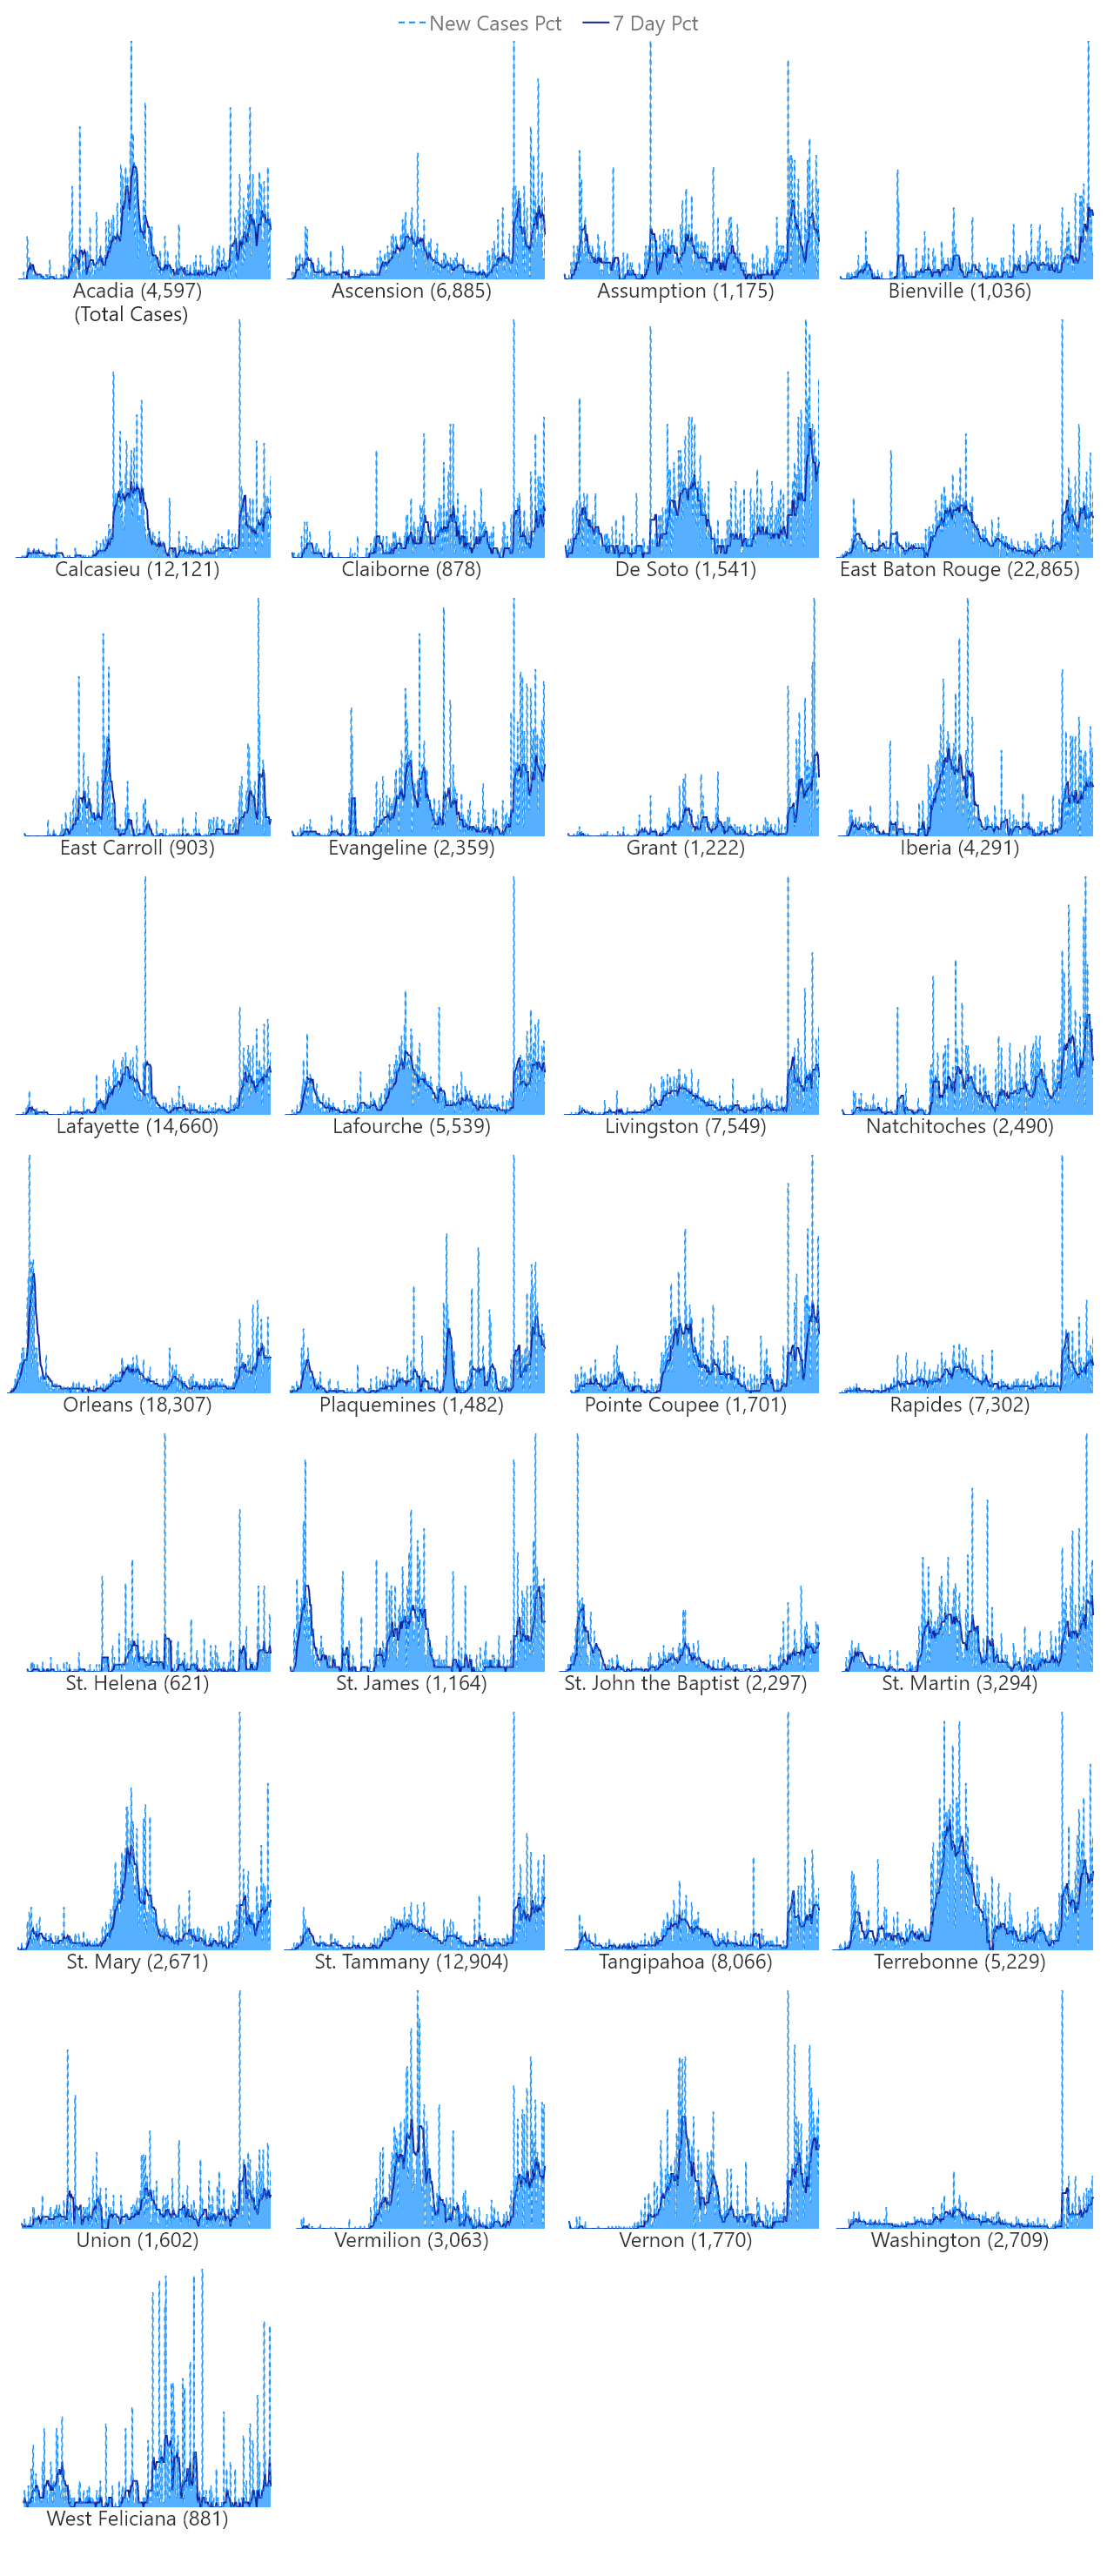 New Cases Pct 7 Day Pct
Acadia (4,597) Ascension (6,885) Assumption (1,175) Bienville (1,036)
(Total Cases)
Calcasieu (12,121) Claiborne (878) De Soto (1,541) East Baton Rouge (22,865)
East Carroll (903) Evangeline (2,359) Grant (1,222) Iberia (4,291)
Lafayette (14,660) Lafourche (5,539) Livingston (7,549) Natchitoches (2,490)
Orleans (18,307) Plaquemines (1,482) Pointe Coupee (1,701) Rapides (7,302)
St. Helena (621) St. James (1,164) St. John the Baptist (2,297) St. Martin (3,294)
St. Mary (2,671) St. Tammany (12,904) Tangipahoa (8,066) Terrebonne (5,229)
Union (1,602) Vermilion (3,063) Vernon (1,770) Washington (2,709)
West Feliciana (881)